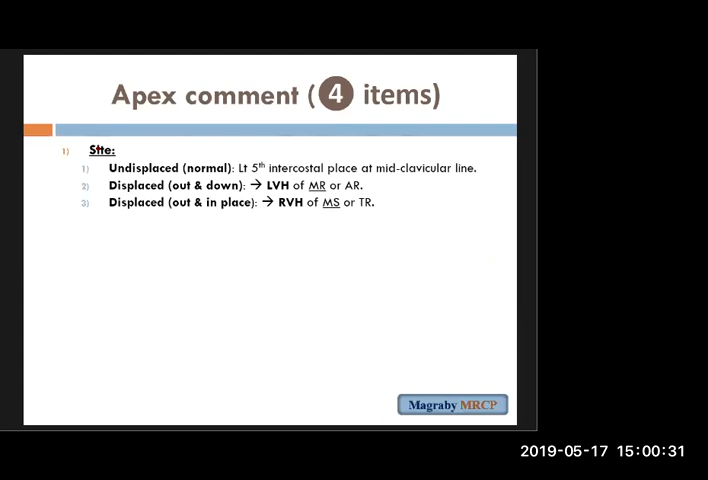 Apex comment (4 items)
1) Site:
1) Undisplaced (normal): Lt 5th intercostal place at mid-clavicular line.
2) Displaced (out & down): → LVH of MR or AR.
3) Displaced (out & in place): → RVH of MS or TR.
Magraby MRCP
2019-05-17 15:00:31